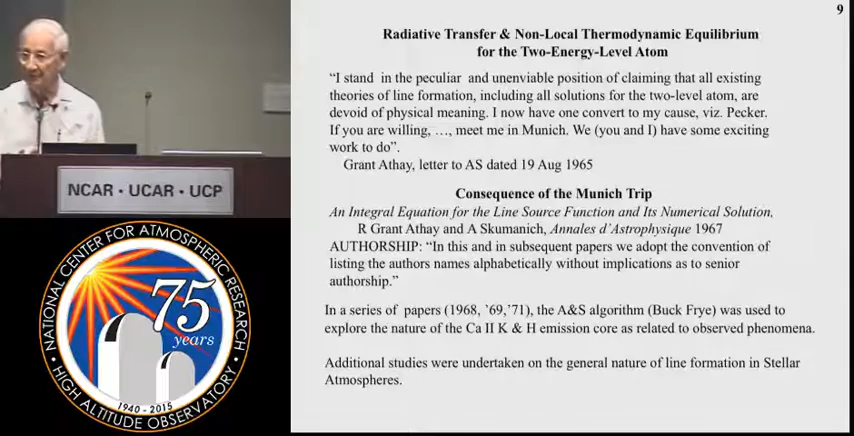 9
Radiative Transfer & Non-Local Thermodynamic Equilibrium
for the Two-Energy-Level Atom
“I stand in the peculiar and unenviable position of claiming that all existing
theories of line formation, including all solutions for the two-level atom, are
devoid of physical meaning. I now have one convert to my cause, viz. Pecker.
If you are willing, …, meet me in Munich. We (you and I) have some exciting
work to do”.
Grant Athay, letter to AS dated 19 Aug 1965
Consequence of the Munich Trip
An Integral Equation for the Line Source Function and Its Numerical Solution,
R Grant Athay and A Skumanich, Annales d’Astrophysique 1967
AUTHORSHIP: “In this and in subsequent papers we adopt the convention of
listing the authors names alphabetically without implications as to senior
authorship.”
In a series of papers (1968, ’69,’71), the A&S algorithm (Buck Frye) was used to
explore the nature of the Ca II K & H emission core as related to observed phenomena.
Additional studies were undertaken on the general nature of line formation in Stellar
Atmospheres.
NCAR • UCAR • UCP
NATIONAL CENTER FOR ATMOSPHERIC RESEARCH
75
years
1940 - 2015
HIGH ALTITUDE OBSERVATORY